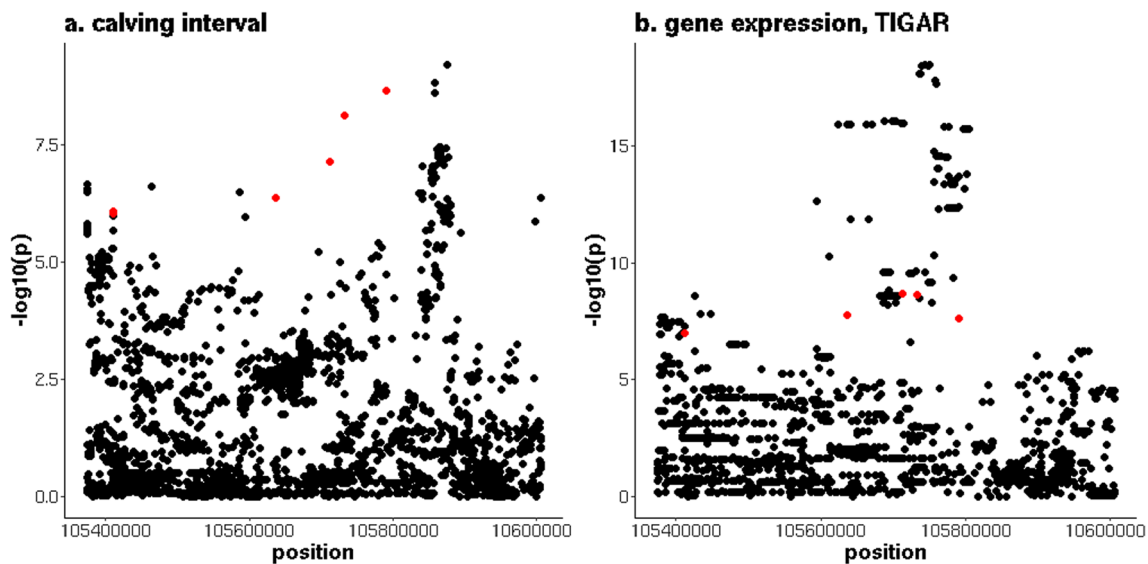 a. calving interval
-log10(p)
7.5
5.0
2.5
0.0
105400000
105600000
105800000
10600000
position
b. gene expression, TIGAR
-log10(p)
15
10
5
0
105400000
105600000
105800000
10600000
position